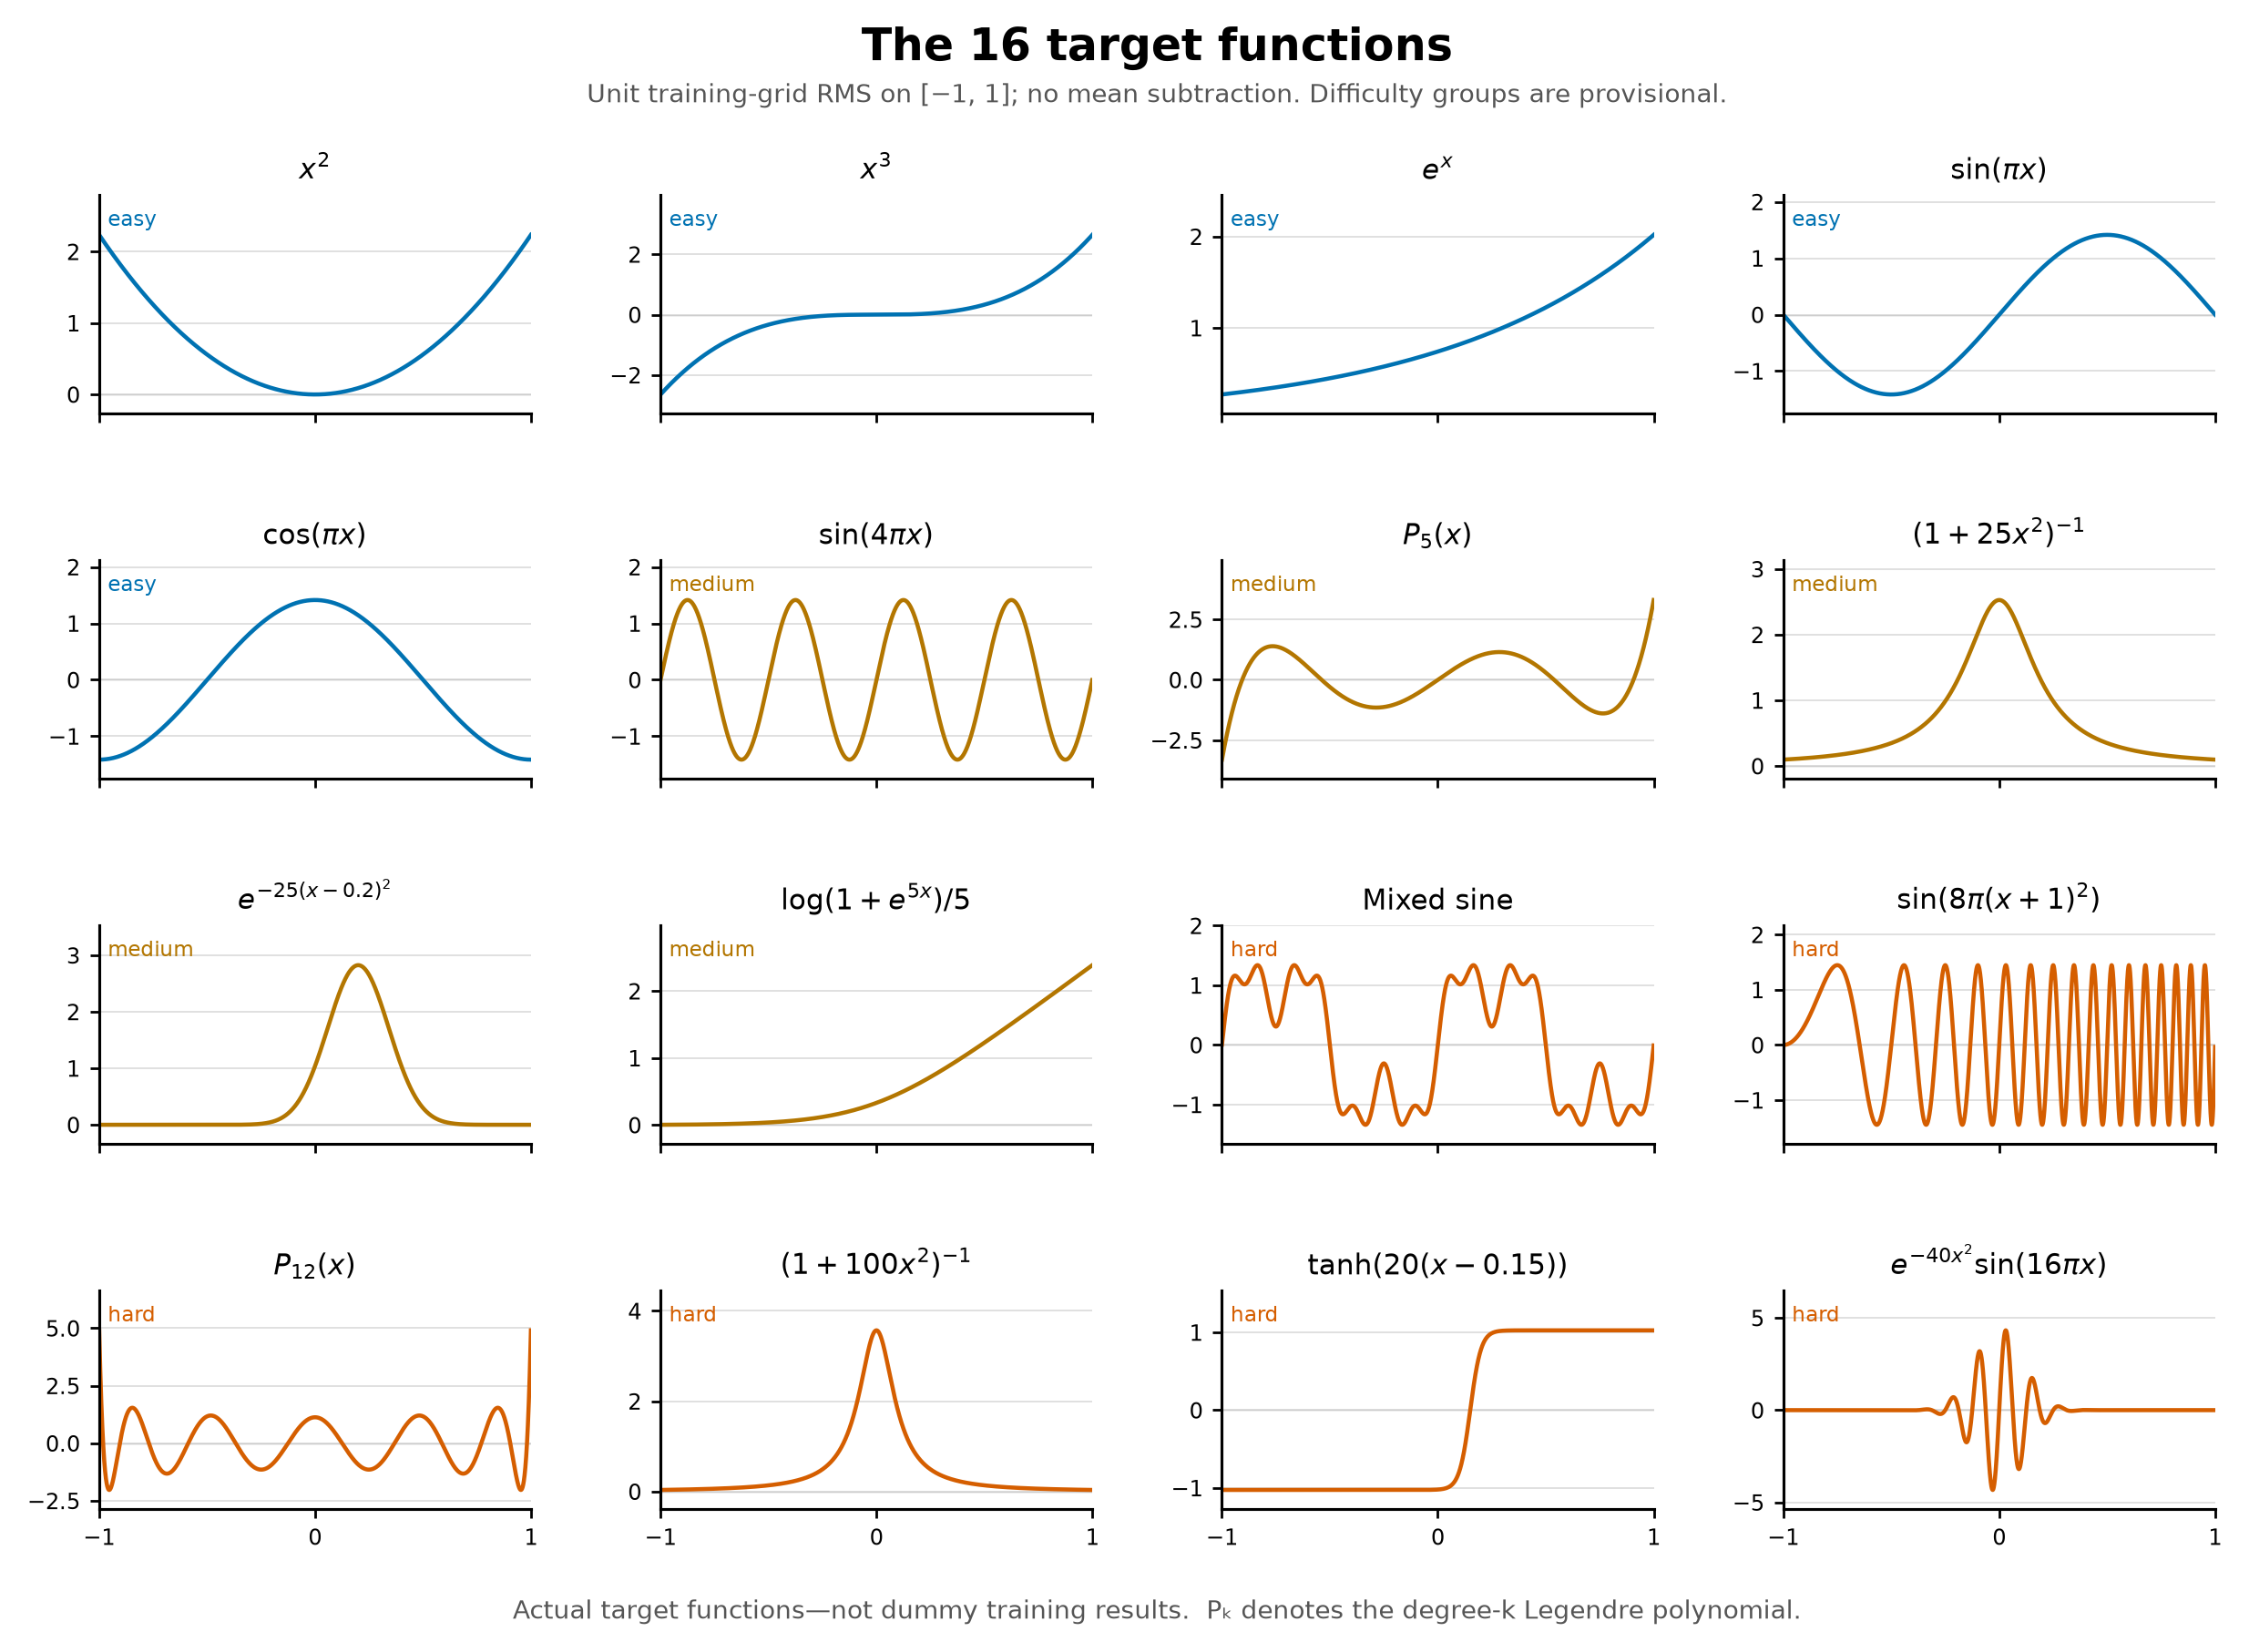 The 16 target functions
Unit training-grid RMS on [−1, 1]; no mean subtraction. Difficulty groups are provisional.
x²
easy
2
1
0
x³
easy
2
0
−2
eˣ
easy
2
1
sin(πx)
easy
2
1
0
−1
cos(πx)
easy
2
1
0
−1
sin(4πx)
medium
2
1
0
−1
P₅(x)
medium
2.5
0.0
−2.5
(1 + 25x²)⁻¹
medium
3
2
1
0
e^{−25(x − 0.2)²}
medium
3
2
1
0
log(1 + e⁵ˣ)/5
medium
2
1
0
Mixed sine
hard
2
1
0
−1
sin(8π(x + 1)²)
hard
2
1
0
−1
P₁₂(x)
hard
5.0
2.5
0.0
−2.5
−1 0 1
(1 + 100x²)⁻¹
hard
4
2
0
−1 0 1
tanh(20(x − 0.15))
hard
1
0
−1
−1 0 1
e^{−40x²}sin(16πx)
hard
5
0
−5
−1 0 1
Actual target functions—not dummy training results. Pₖ denotes the degree-k Legendre polynomial.